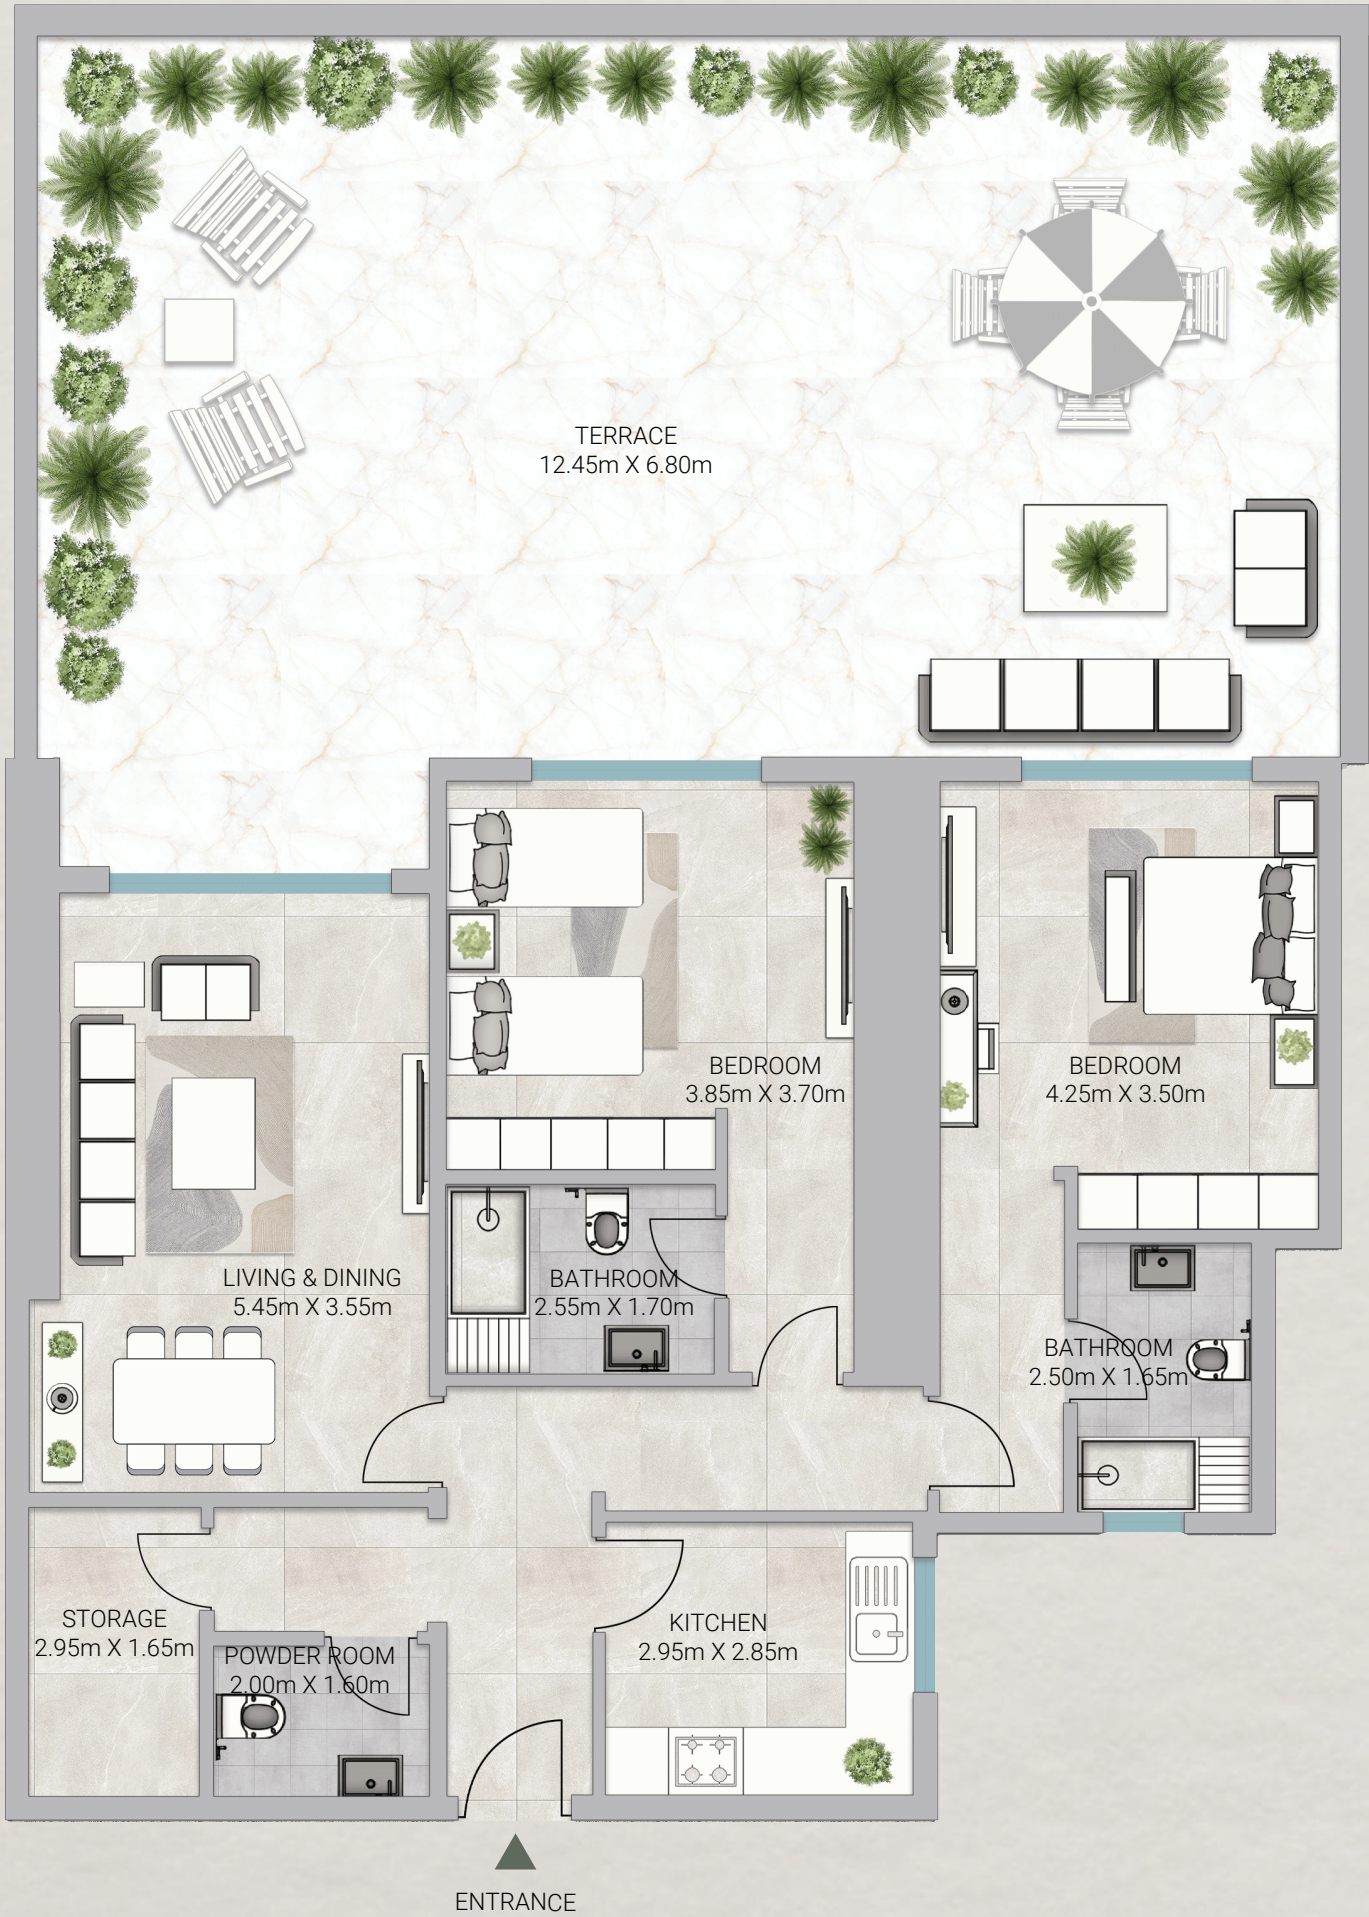 TERRACE
12.45m X 6.80m
BEDROOM
3.85m X 3.70m
BEDROOM
4.25m X 3.50m
LIVING & DINING
5.45m X 3.55m
BATHROOM
2.55m X 1.70m
BATHROOM
2.50m X 1.65m
STORAGE
2.95m X 1.65m
POWDER ROOM
2.00m X 1.60m
KITCHEN
2.95m X 2.85m
ENTRANCE